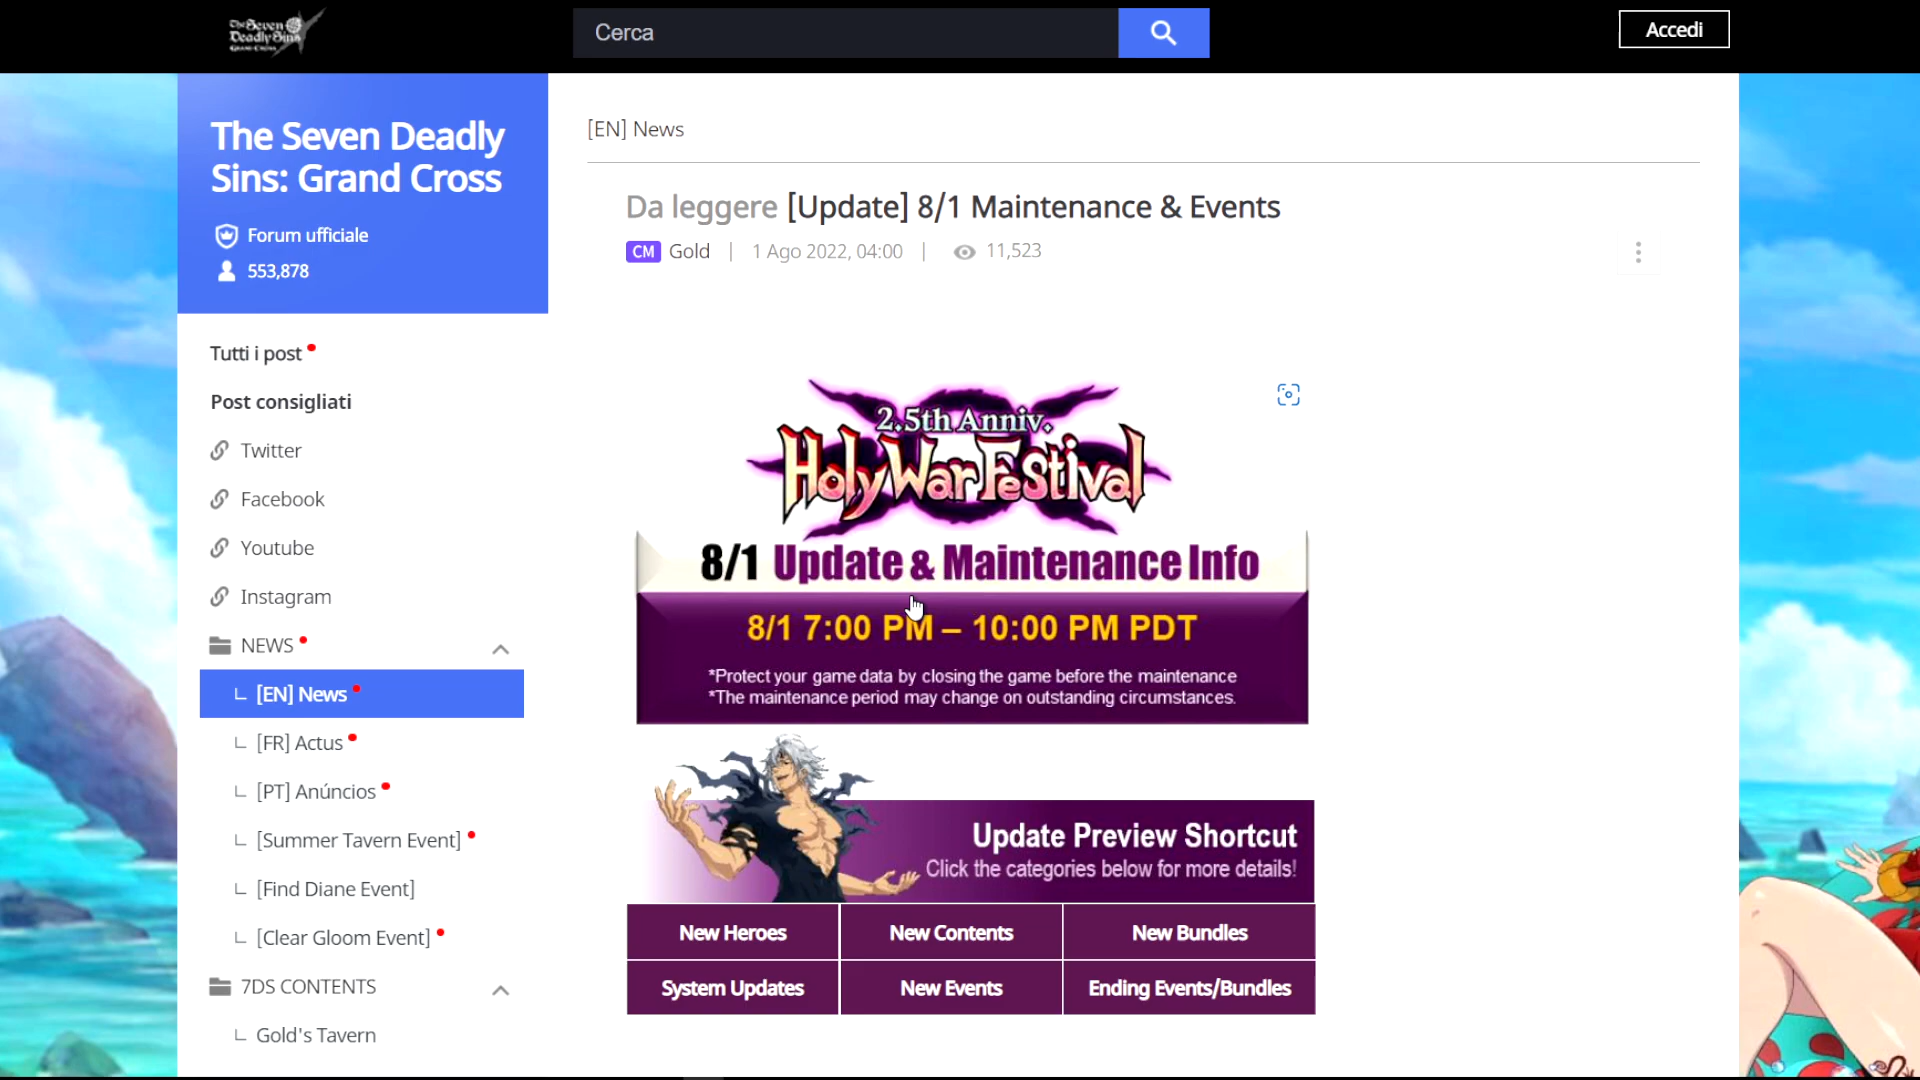 The Seven
Deadly Sins
GRAND CROSS
Cerca
Accedi
The Seven Deadly
Sins: Grand Cross
Forum ufficiale
553,878
Tutti i post
Post consigliati
Twitter
Facebook
Youtube
Instagram
NEWS
[EN] News
[FR] Actus
[PT] Anúncios
[Summer Tavern Event]
[Find Diane Event]
[Clear Gloom Event]
7DS CONTENTS
Gold's Tavern
[EN] News
Da leggere [Update] 8/1 Maintenance & Events
CM Gold | 1 Ago 2022, 04:00 | 11,523
2.5th Anniv.
Holy War Festival
8/1 Update & Maintenance Info
8/1 7:00 PM – 10:00 PM PDT
*Protect your game data by closing the game before the maintenance
*The maintenance period may change on outstanding circumstances.
Update Preview Shortcut
Click the categories below for more details!
New Heroes New Contents New Bundles
System Updates New Events Ending Events/Bundles